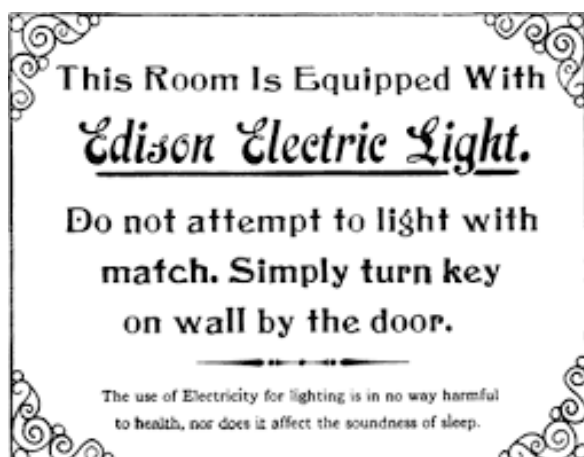 This Room Is Equipped With
Edison Electric Light.
Do not attempt to light with
match. Simply turn key
on wall by the door.
The use of Electricity for lighting is in no way harmful
to health, nor does it affect the soundness of sleep.